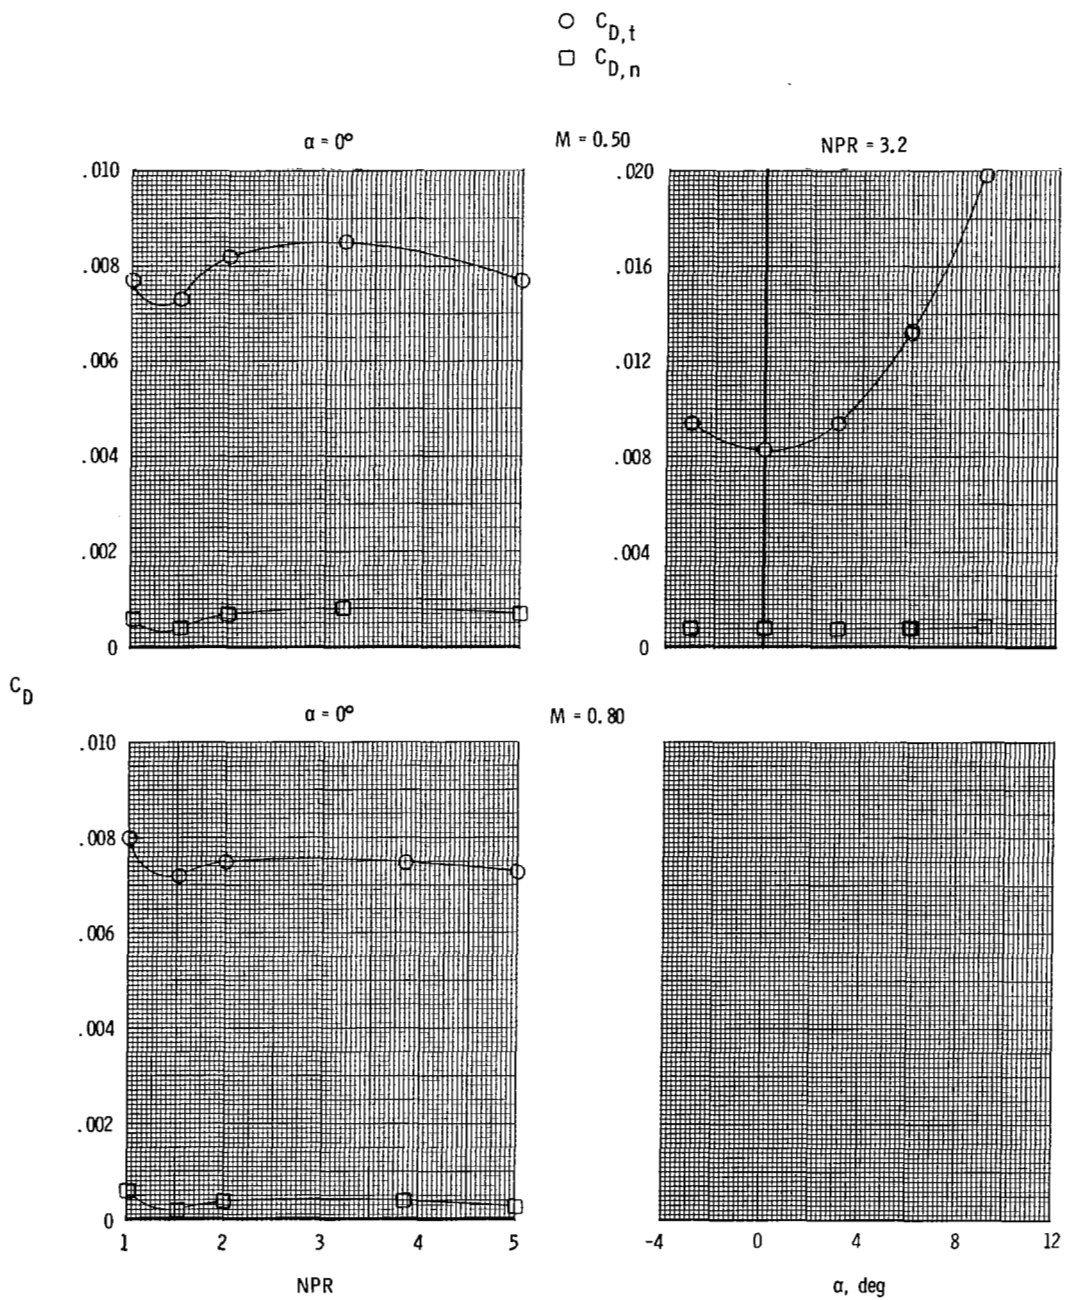 ○ C_D,t
□ C_D,n
α = 0° M = 0.50 NPR = 3.2
.010 .020
.008 .016
.006 .012
.004 .008
.002 .004
0 0
C_D
α = 0° M = 0.80
.010
.008
.006
.004
.002
0
1 2 3 4 5 -4 0 4 8 12
NPR α, deg